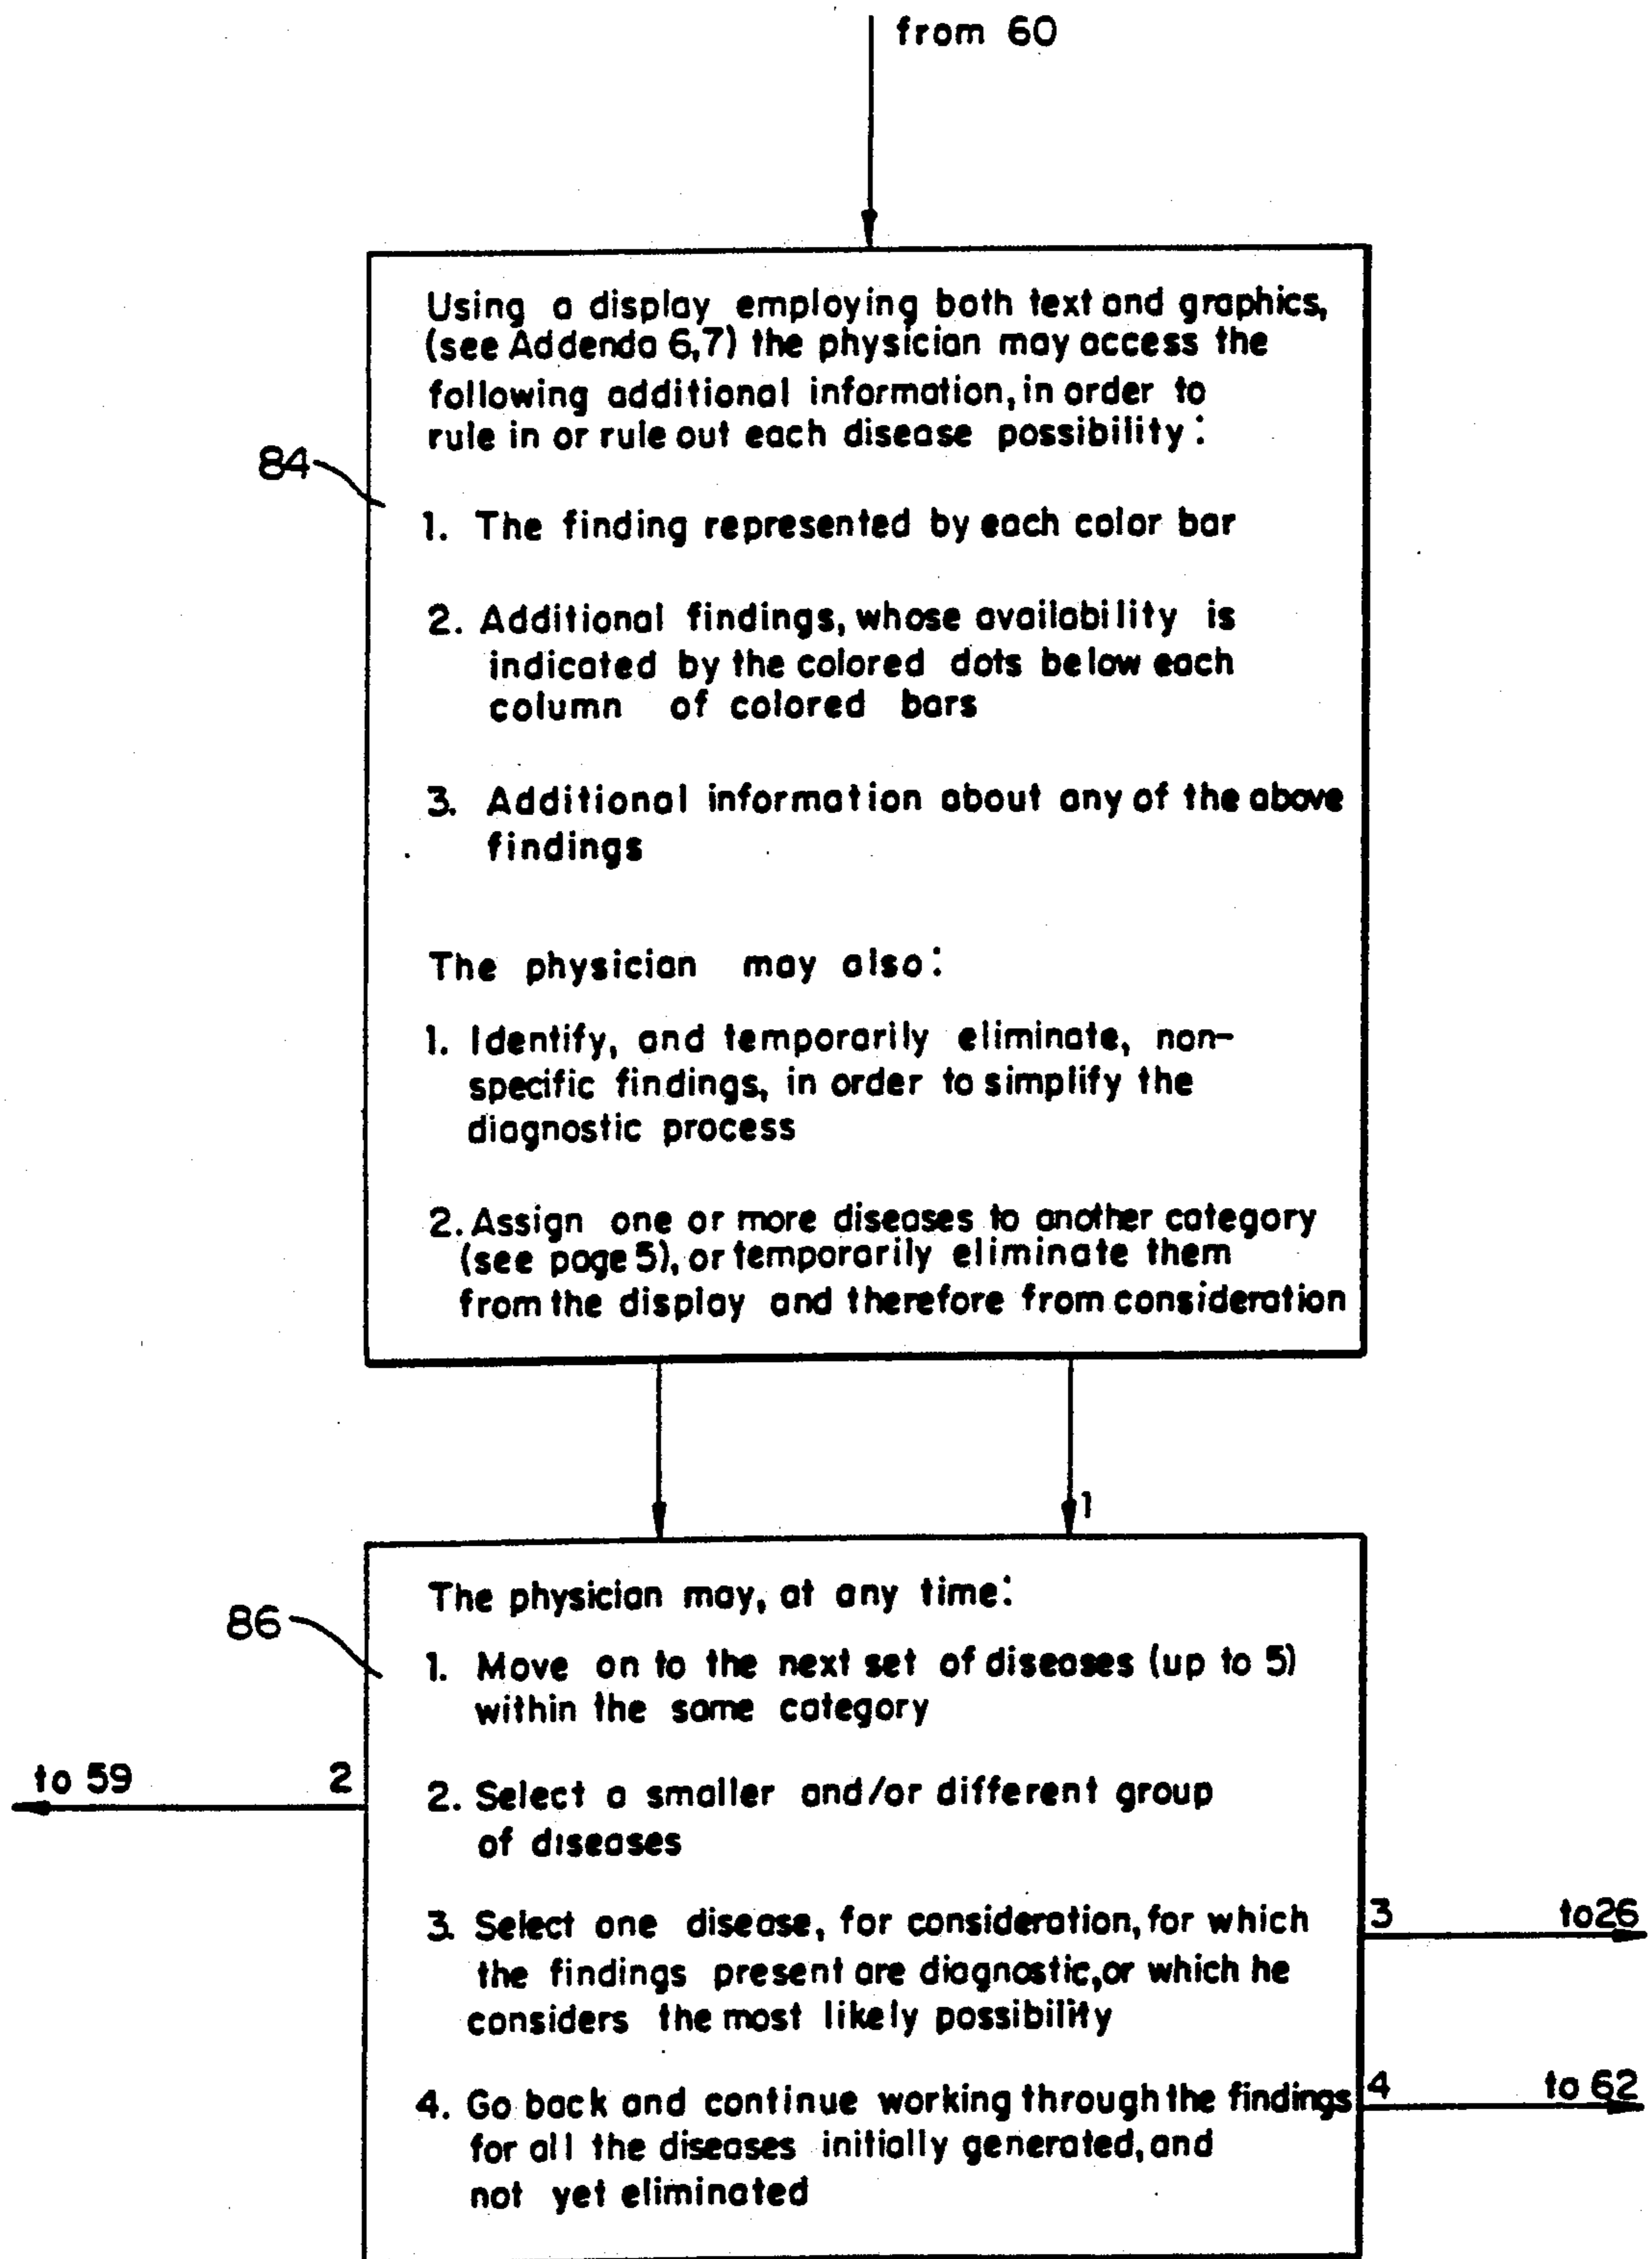 from 60
Using a display employing both text and graphics,
(see Addenda 6,7) the physician may access the
following additional information, in order to
rule in or rule out each disease possibility:
84
1. The finding represented by each color bar
2. Additional findings, whose availability is
indicated by the colored dots below each
column of colored bars
3. Additional information about any of the above
findings
The physician may also:
1. Identify, and temporarily eliminate, non-
specific findings, in order to simplify the
diagnostic process
2. Assign one or more diseases to another category
(see page 5), or temporarily eliminate them
from the display and therefore from consideration
1
The physician may, at any time:
86
1. Move on to the next set of diseases (up to 5)
within the same category
to 59 2
2. Select a smaller and/or different group
of diseases
3. Select one disease, for consideration, for which
3 to 26
the findings present are diagnostic, or which he
considers the most likely possibility
4. Go back and continue working through the findings
4 to 62
for all the diseases initially generated, and
not yet eliminated